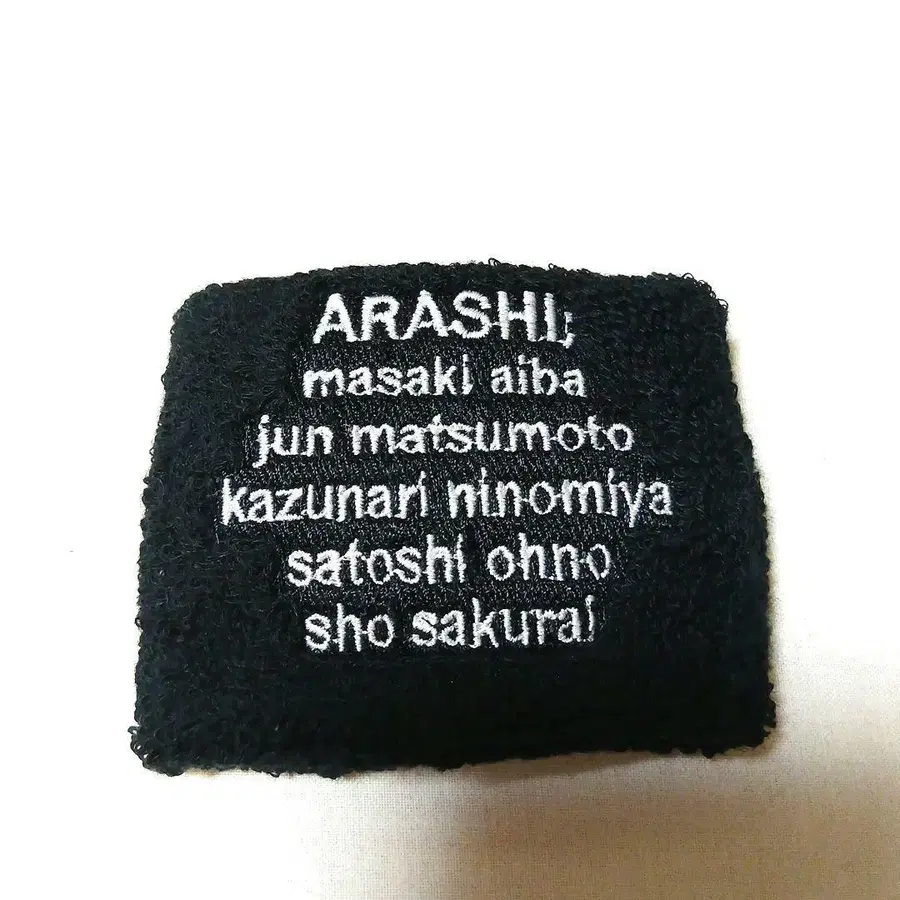 ARASHI;
masaki aiba
jun matsumoto
kazunari ninomiya
satoshi ohno
sho sakurai